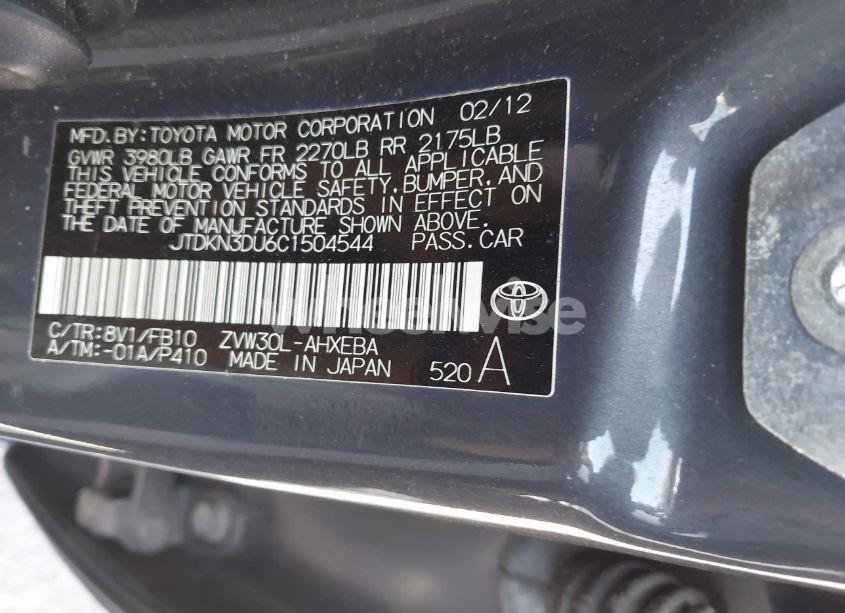 MFD.BY:TOYOTA MOTOR CORPORATION 02/12
GVWR 3980LB GAWR FR 2270LB RR 2175LB
THIS VEHICLE CONFORMS TO ALL APPLICABLE
FEDERAL MOTOR VEHICLE SAFETY,BUMPER,AND
THEFT PREVENTION STANDARDS IN EFFECT ON
THE DATE OF MANUFACTURE SHOWN ABOVE.
JTDKN3DU6C1504544 PASS.CAR
wheelwise
C/TR:8V1/FB10 ZVW30L-AHXEBA
A/TM:-01A/P410 MADE IN JAPAN 520 A